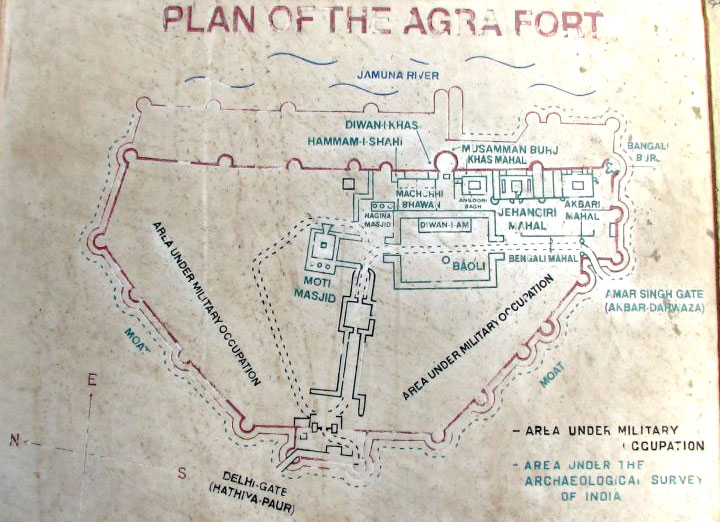 PLAN OF THE AGRA FORT
JAMUNA RIVER
DIWAN-I-KHAS
HAMMAM-I-SHAHI
MUSAMMAN BURJ
KHAS MAHAL
BANGALI
BURJ
MACHCHHI
BHAWAN
ANGOORI
BAGH
JEHANGIRI
MAHAL
AKBARI
MAHAL
NAGINA
MASJID
DIWAN-I-AM
BAOLI
BENGALI MAHAL
MOTI
MASJID
AMAR SINGH GATE
(AKBAR-DARWAZA)
AREA UNDER MILITARY OCCUPATION
AREA UNDER MILITARY OCCUPATION
MOAT
MOAT
E
N
S
DELHI-GATE
(HATHIYA-PAUR)
- AREA UNDER MILITARY
OCCUPATION
- AREA UNDER THE
ARCHAEOLOGICAL SURVEY
OF INDIA